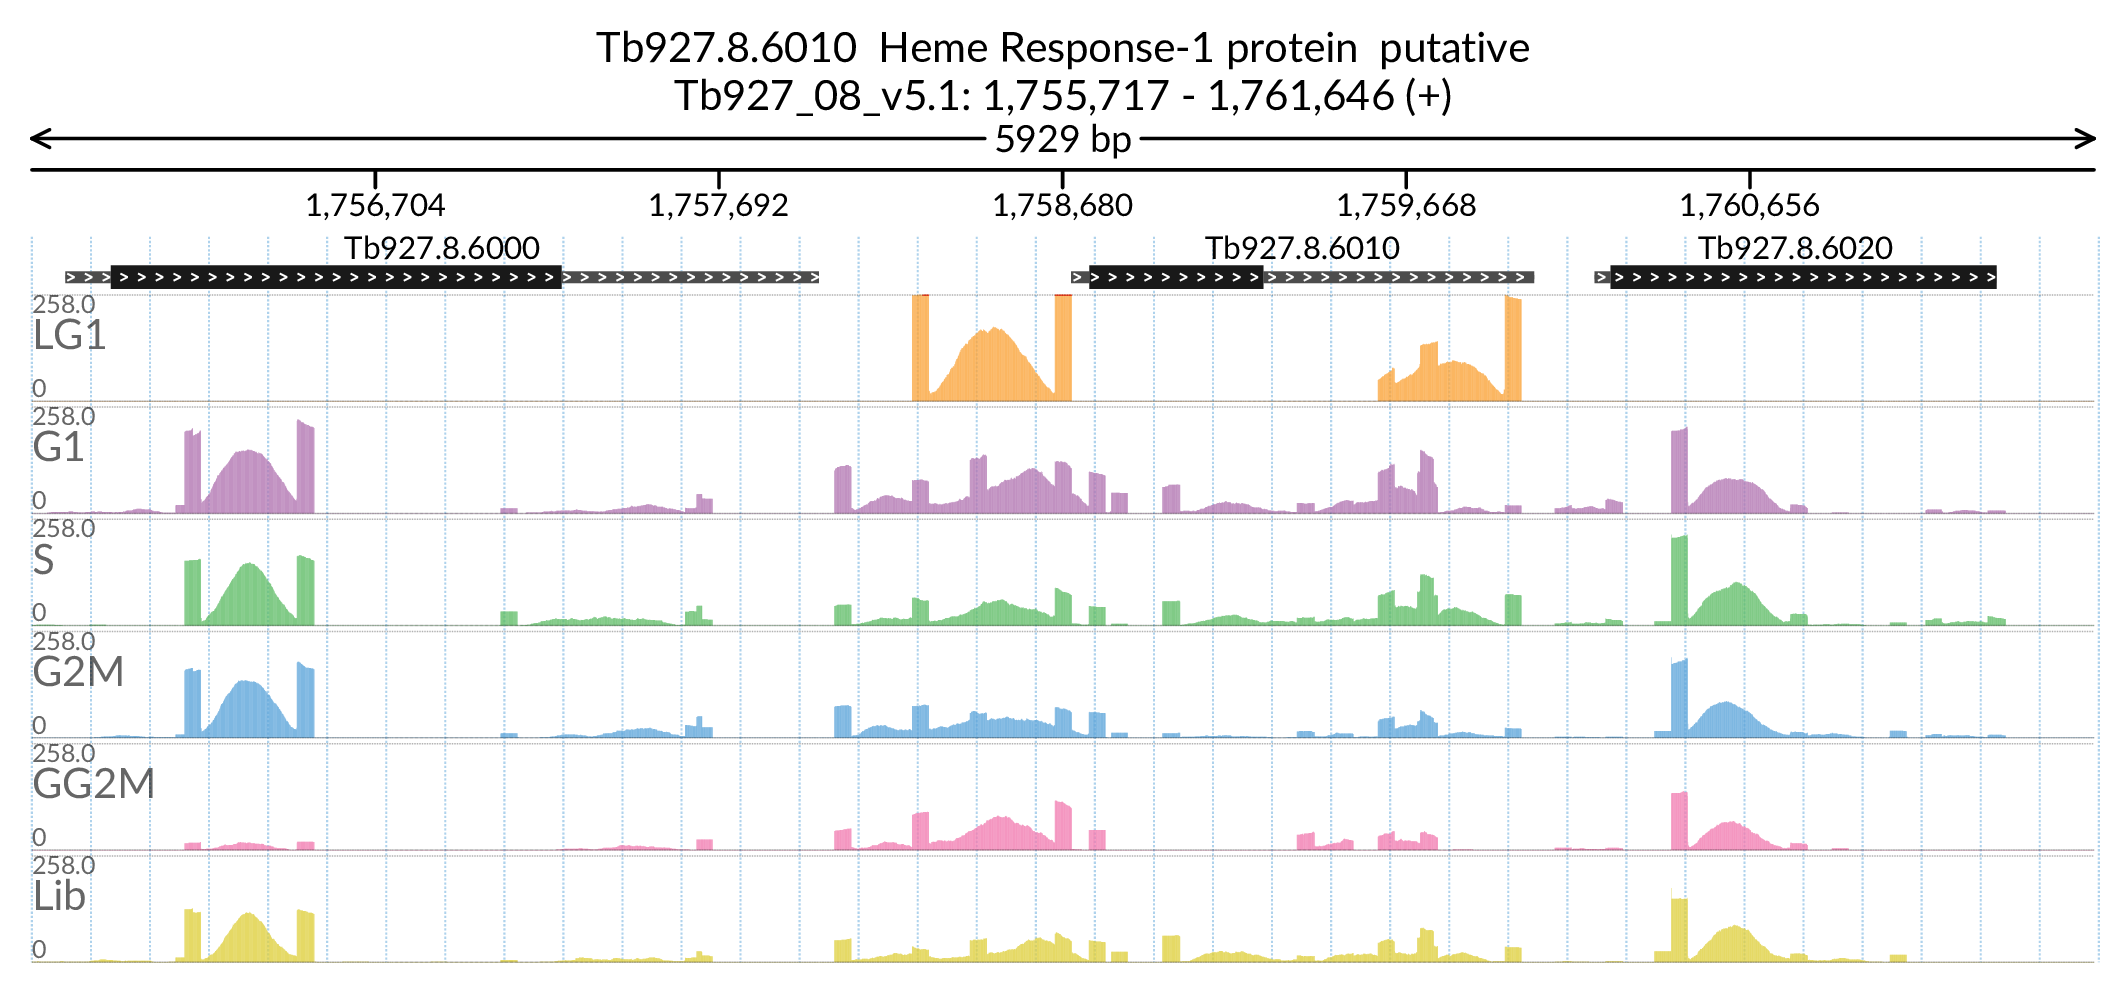 Tb927.8.6010  Heme Response-1 protein  putative
Tb927_08_v5.1: 1,755,717 - 1,761,646 (+)
5929 bp
1,756,704 1,757,692 1,758,680 1,759,668 1,760,656
Tb927.8.6000 Tb927.8.6010 Tb927.8.6020
258.0
LG1
0
258.0
G1
0
258.0
S
0
258.0
G2M
0
258.0
GG2M
0
258.0
Lib
0